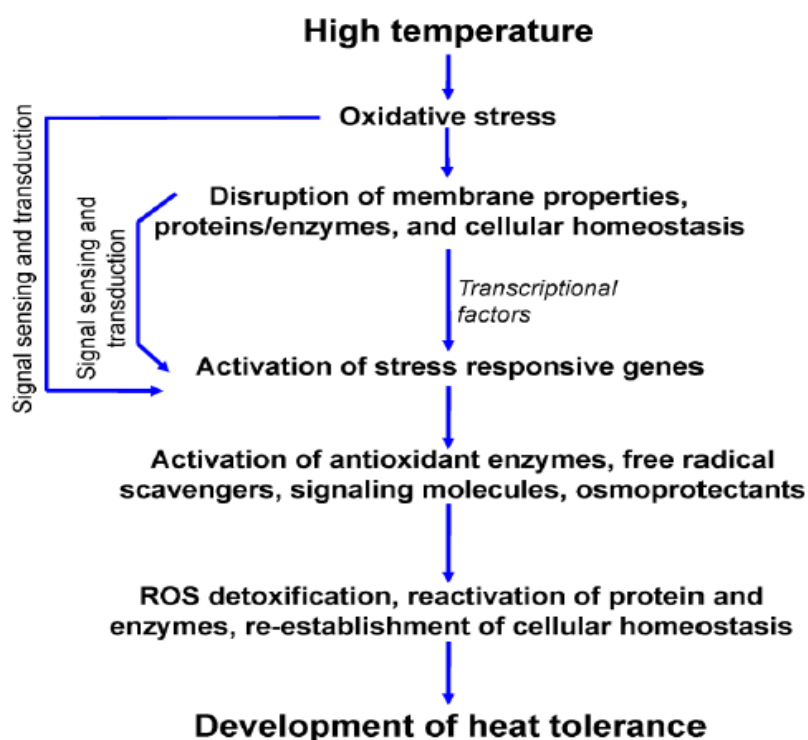 High temperature
Oxidative stress
Signal sensing and transduction
Signal sensing and
transduction
Disruption of membrane properties,
proteins/enzymes, and cellular homeostasis
Transcriptional
factors
Activation of stress responsive genes
Activation of antioxidant enzymes, free radical
scavengers, signaling molecules, osmoprotectants
ROS detoxification, reactivation of protein and
enzymes, re-establishment of cellular homeostasis
Development of heat tolerance